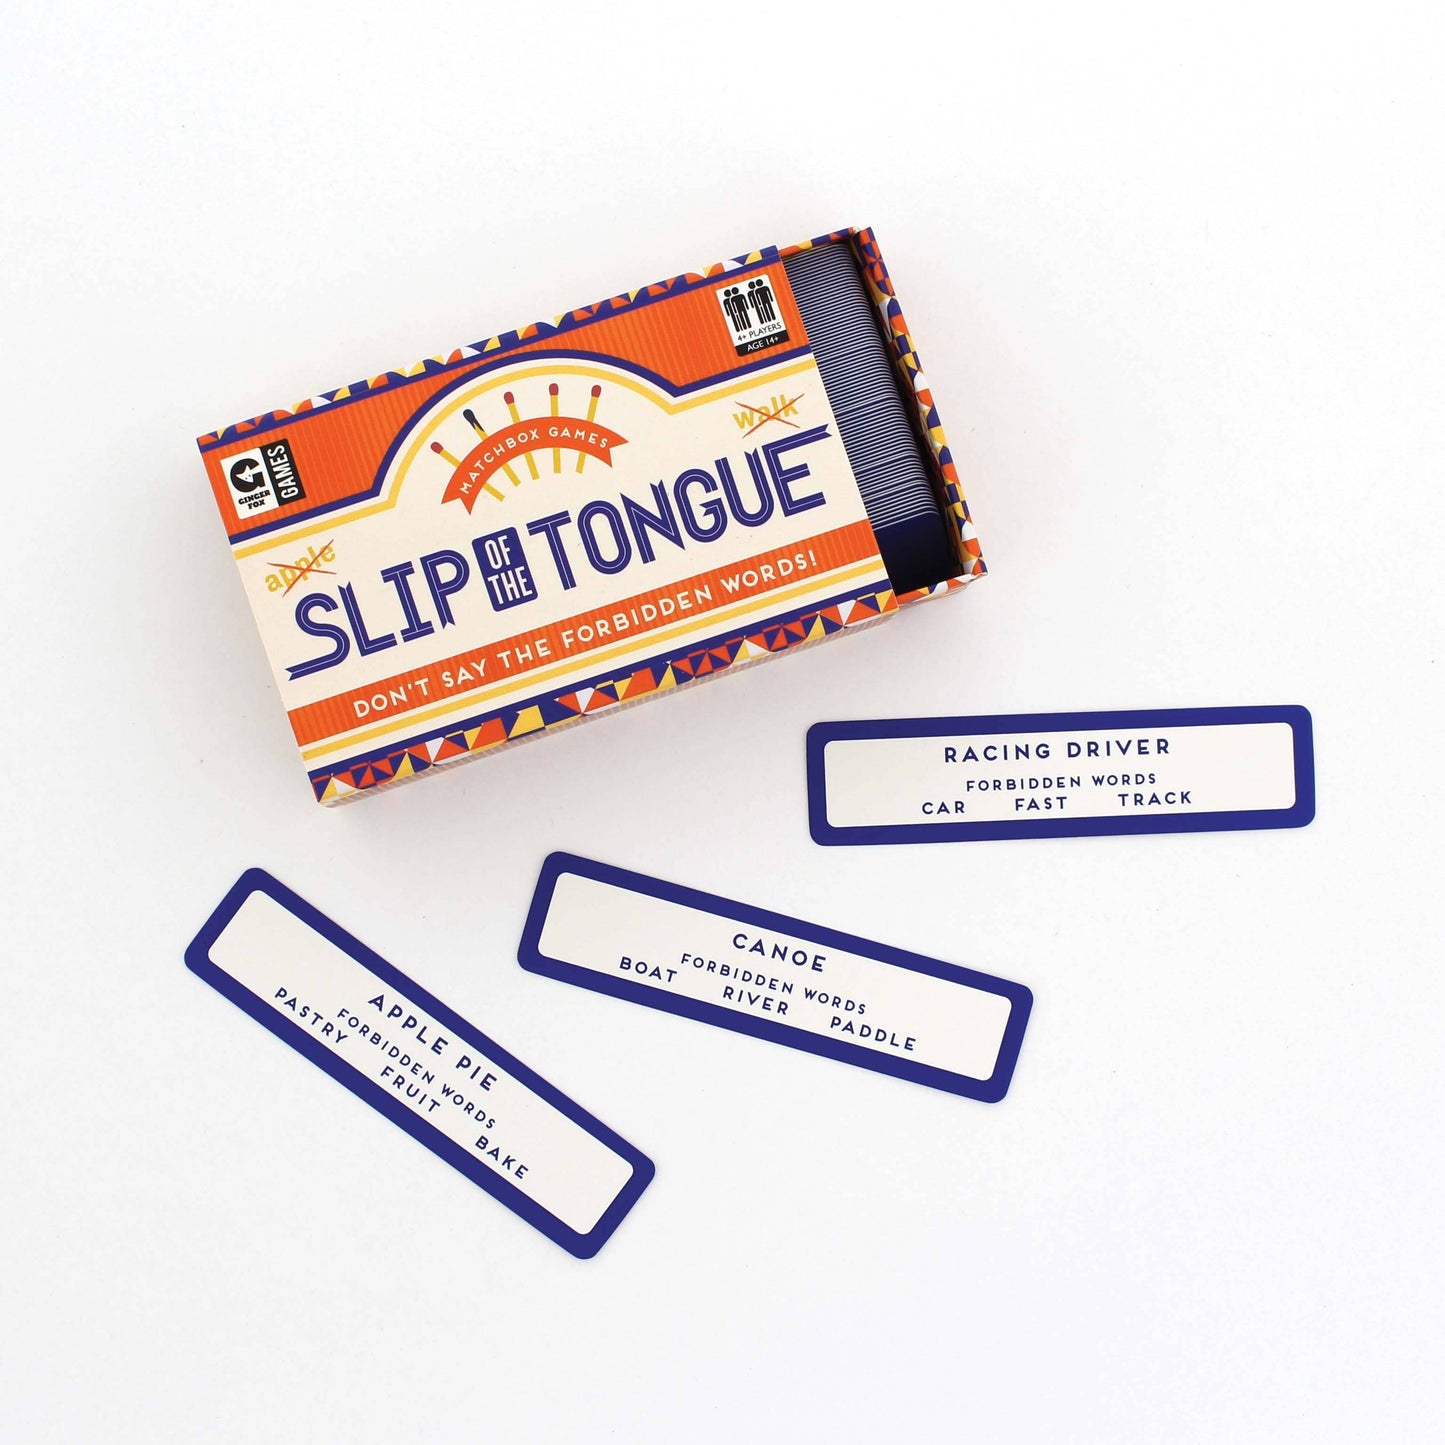 4+ PLAYERS
AGE 14+
GINGER
FOX
GAMES
MATCHBOX GAMES
walk
apple
SLIP OF THE TONGUE
DON'T SAY THE FORBIDDEN WORDS!
RACING DRIVER
FORBIDDEN WORDS
CAR FAST TRACK
CANOE
FORBIDDEN WORDS
BOAT RIVER PADDLE
APPLE PIE
FORBIDDEN WORDS
PASTRY FRUIT BAKE